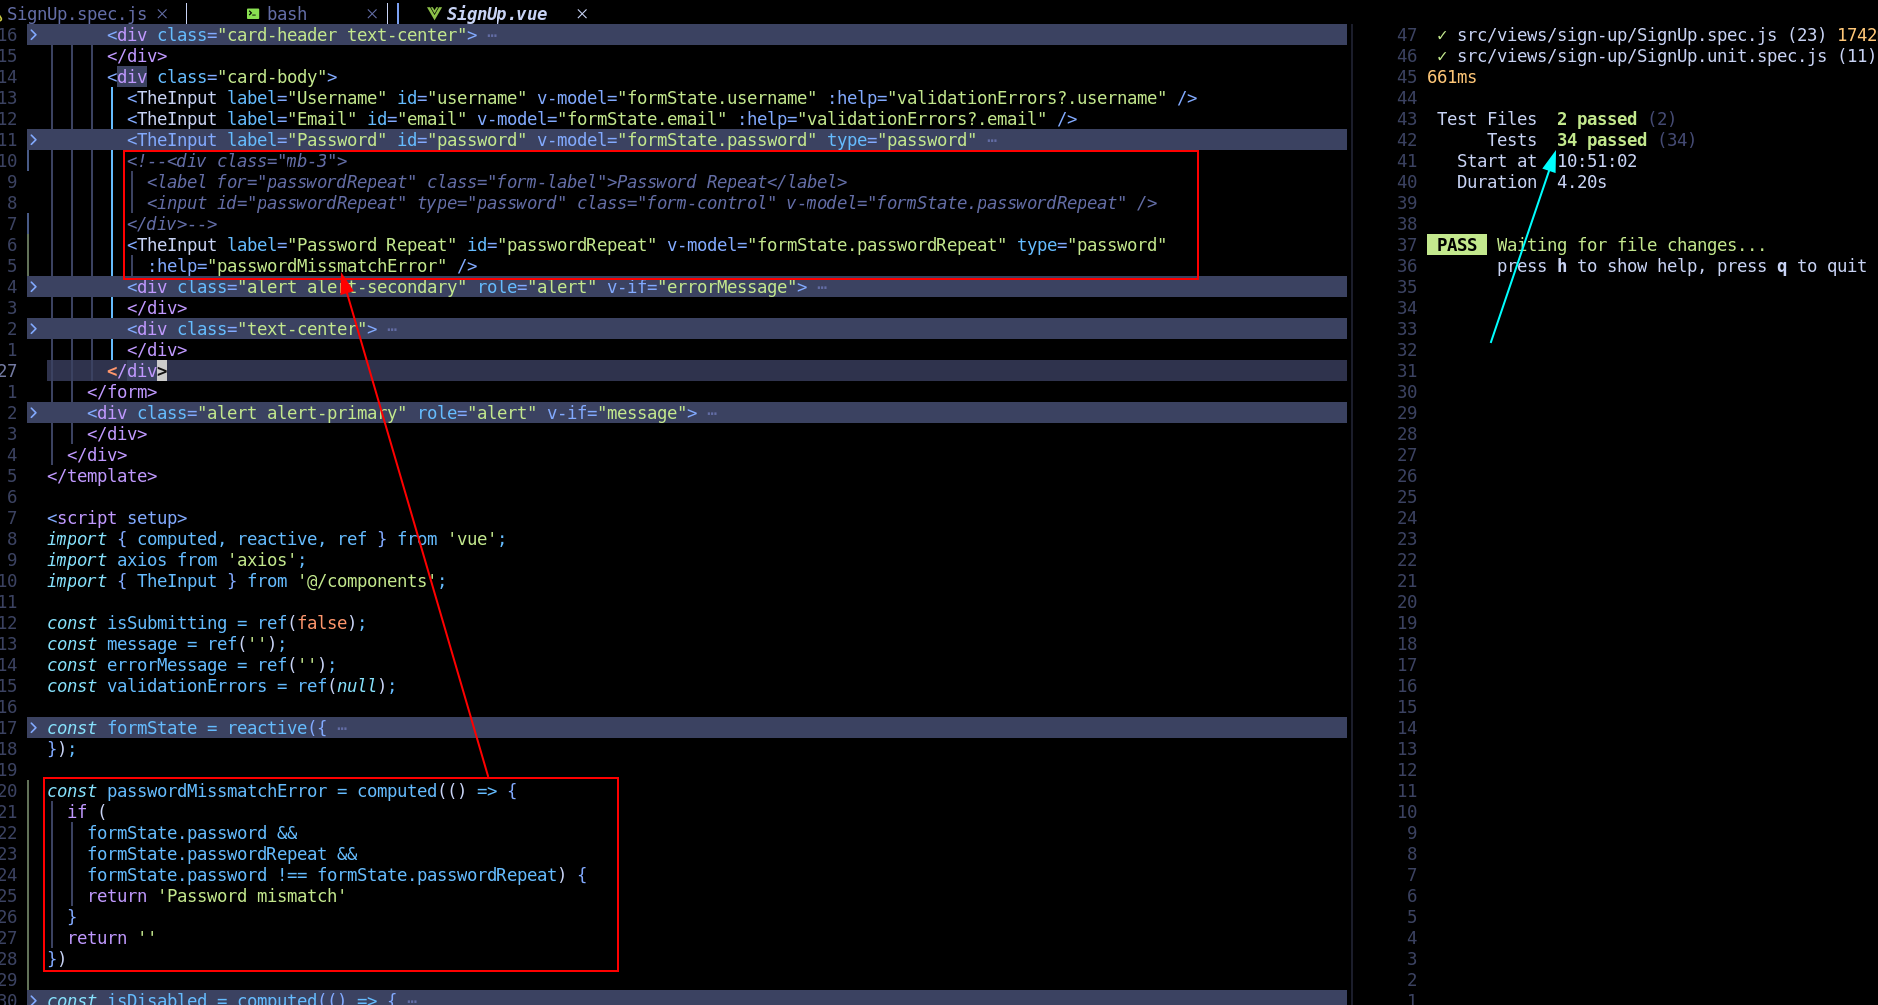 SignUp.spec.js × bash × SignUp.vue ×
16 > <div class="card-header text-center"> ⋯
15 </div>
14 <div class="card-body">
13 <TheInput label="Username" id="username" v-model="formState.username" :help="validationErrors?.username" />
12 <TheInput label="Email" id="email" v-model="formState.email" :help="validationErrors?.email" />
11 > <TheInput label="Password" id="password" v-model="formState.password" type="password" ⋯
10 <!--<div class="mb-3">
9 <label for="passwordRepeat" class="form-label">Password Repeat</label>
8 <input id="passwordRepeat" type="password" class="form-control" v-model="formState.passwordRepeat" />
7 </div>-->
6 <TheInput label="Password Repeat" id="passwordRepeat" v-model="formState.passwordRepeat" type="password"
5 :help="passwordMissmatchError" />
4 > <div class="alert alert-secondary" role="alert" v-if="errorMessage"> ⋯
3 </div>
2 > <div class="text-center"> ⋯
1 </div>
27 </div>
1 </form>
2 > <div class="alert alert-primary" role="alert" v-if="message"> ⋯
3 </div>
4 </div>
5 </template>
6
7 <script setup>
8 import { computed, reactive, ref } from 'vue';
9 import axios from 'axios';
10 import { TheInput } from '@/components';
11
12 const isSubmitting = ref(false);
13 const message = ref('');
14 const errorMessage = ref('');
15 const validationErrors = ref(null);
16
17 > const formState = reactive({ ⋯
18 });
19
20 const passwordMissmatchError = computed(() => {
21 if (
22 formState.password &&
23 formState.passwordRepeat &&
24 formState.password !== formState.passwordRepeat) {
25 return 'Password mismatch'
26 }
27 return ''
28 })
29
30 > const isDisabled = computed(() => { ⋯
47 ✓ src/views/sign-up/SignUp.spec.js (23) 1742
46 ✓ src/views/sign-up/SignUp.unit.spec.js (11)
45 661ms
44
43 Test Files 2 passed (2)
42 Tests 34 passed (34)
41 Start at 10:51:02
40 Duration 4.20s
39
38
37 PASS Waiting for file changes...
36 press h to show help, press q to quit
35
34
33
32
31
30
29
28
27
26
25
24
23
22
21
20
19
18
17
16
15
14
13
12
11
10
9
8
7
6
5
4
3
2
1